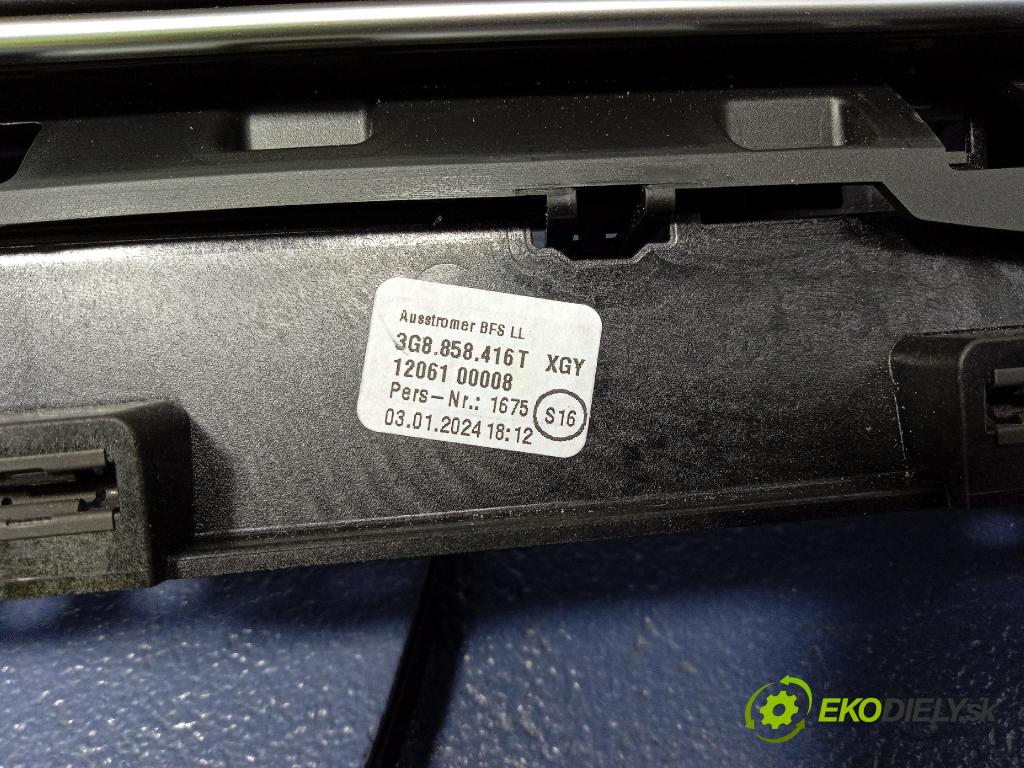 Ausstromer BFS LL
3G8.858.416T XGY
12061 00008
Pers-Nr.: 1675 S16
03.01.2024 18:12
EKODIELY.sk